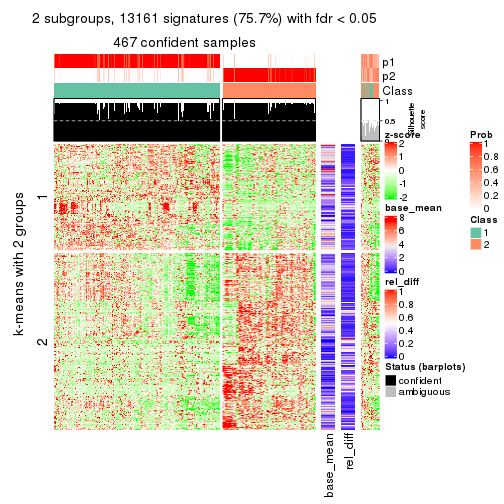 2 subgroups, 13161 signatures (75.7%) with fdr < 0.05
467 confident samples
p1
p2
Class
1
0.5
0
Silhouette
score
k-means with 2 groups
1
2
base_mean
rel_diff
z-score
2
1
0
-1
-2
base_mean
8
6
4
2
0
rel_diff
1
0.8
0.6
0.4
0.2
0
Status (barplots)
confident
ambiguous
Prob
1
0.8
0.6
0.4
0.2
0
Class
1
2